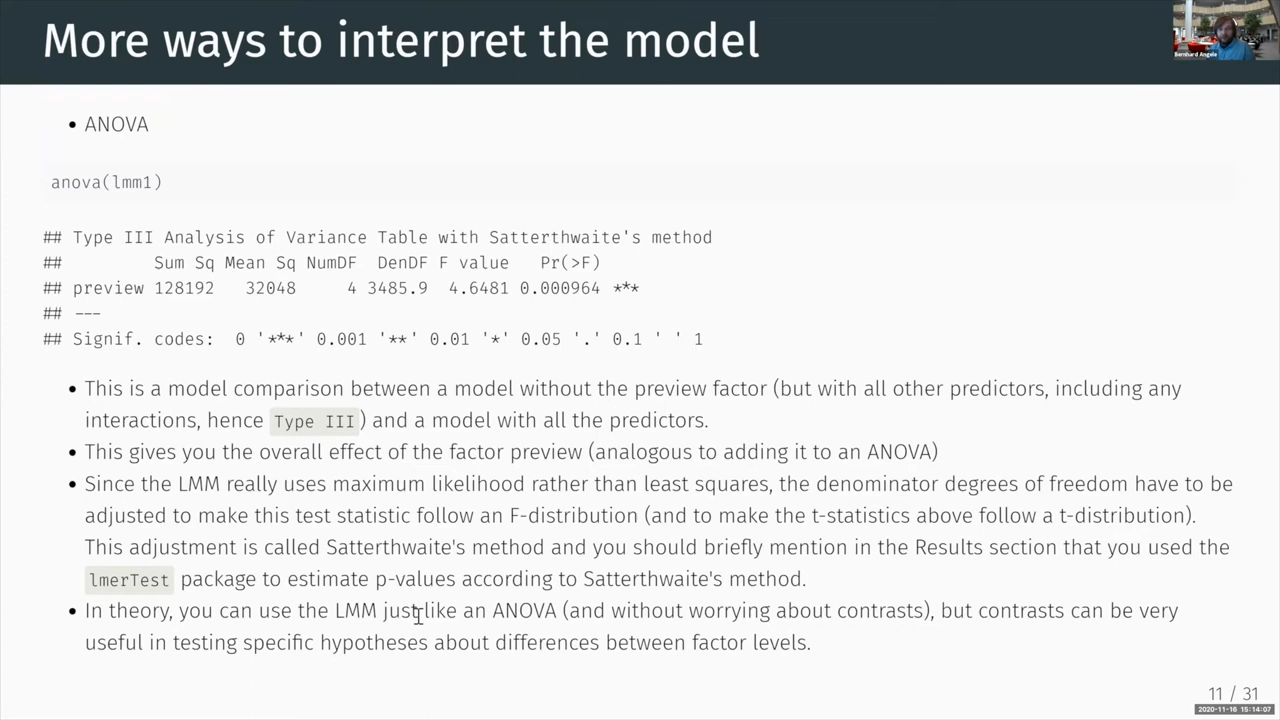 More ways to interpret the model
Bernhard Angele
• ANOVA
anova(lmm1)
## Type III Analysis of Variance Table with Satterthwaite's method
##         Sum Sq Mean Sq NumDF  DenDF F value   Pr(>F)
## preview 128192   32048     4 3485.9  4.6481 0.000964 ***
## ---
## Signif. codes:  0 '***' 0.001 '**' 0.01 '*' 0.05 '.' 0.1 ' ' 1
• This is a model comparison between a model without the preview factor (but with all other predictors, including any
interactions, hence Type III) and a model with all the predictors.
• This gives you the overall effect of the factor preview (analogous to adding it to an ANOVA)
• Since the LMM really uses maximum likelihood rather than least squares, the denominator degrees of freedom have to be
adjusted to make this test statistic follow an F-distribution (and to make the t-statistics above follow a t-distribution).
This adjustment is called Satterthwaite's method and you should briefly mention in the Results section that you used the
lmerTest package to estimate p-values according to Satterthwaite's method.
• In theory, you can use the LMM just like an ANOVA (and without worrying about contrasts), but contrasts can be very
useful in testing specific hypotheses about differences between factor levels.
11 / 31
2020-11-16 15:14:07